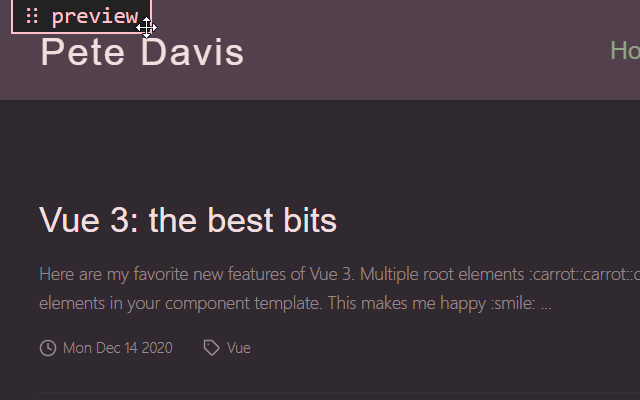 preview
Pete Davis
Ho
Vue 3: the best bits
Here are my favorite new features of Vue 3. Multiple root elements :carrot::carrot::c
elements in your component template. This makes me happy :smile: ...
Mon Dec 14 2020
Vue